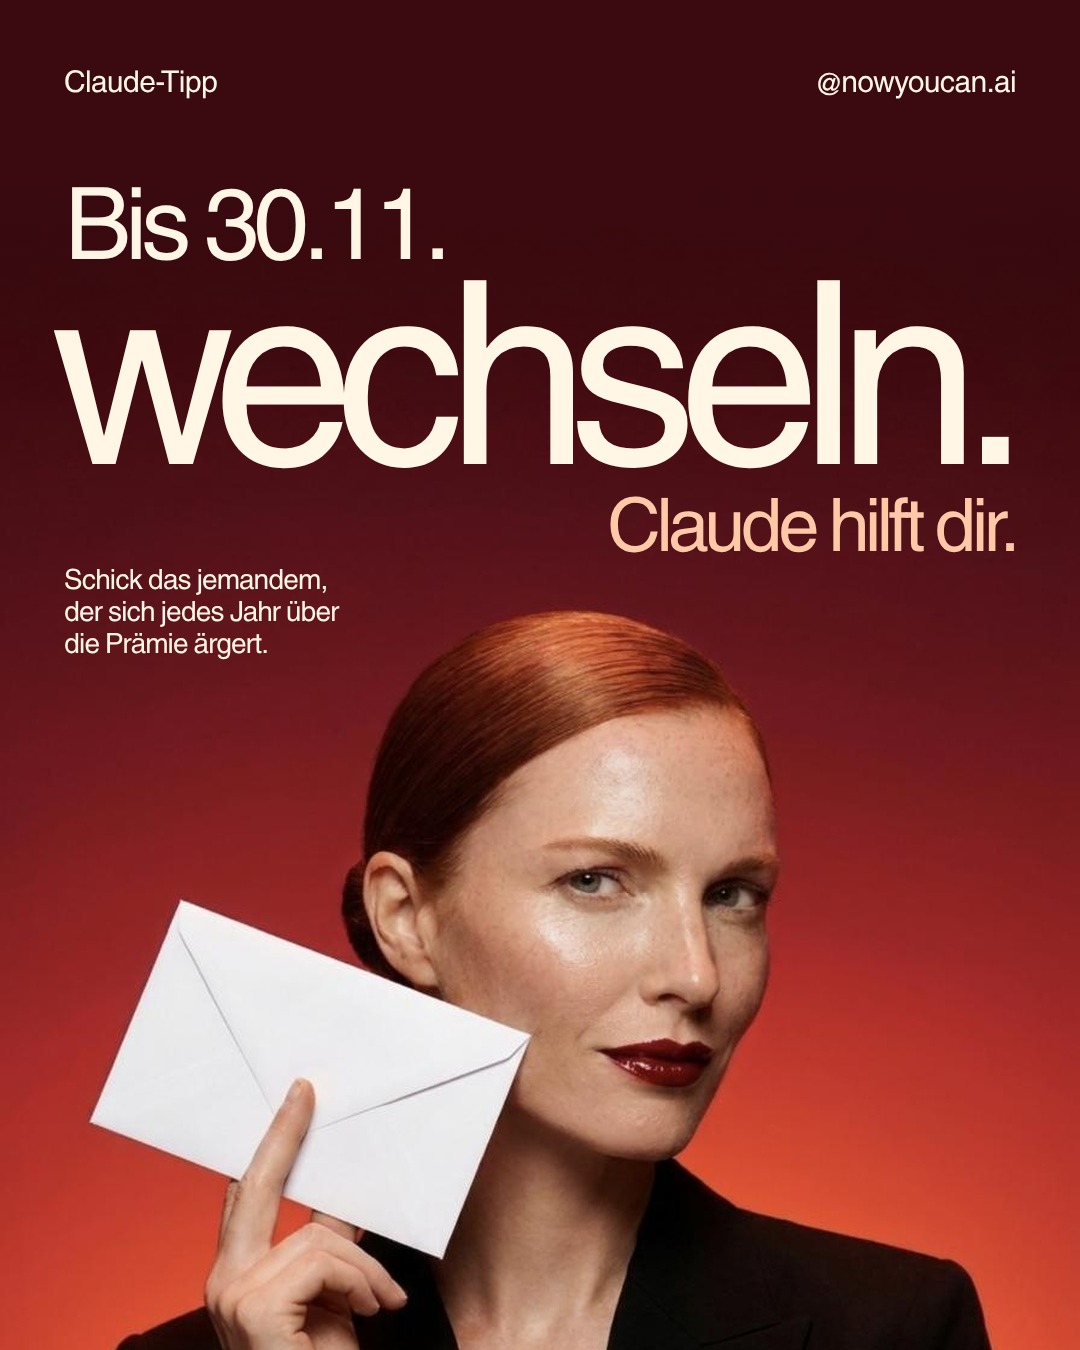 Claude-Tipp
@nowyoucan.ai
Bis 30.11.
wechseln.
Claude hilft dir.
Schick das jemandem,
der sich jedes Jahr über
die Prämie ärgert.